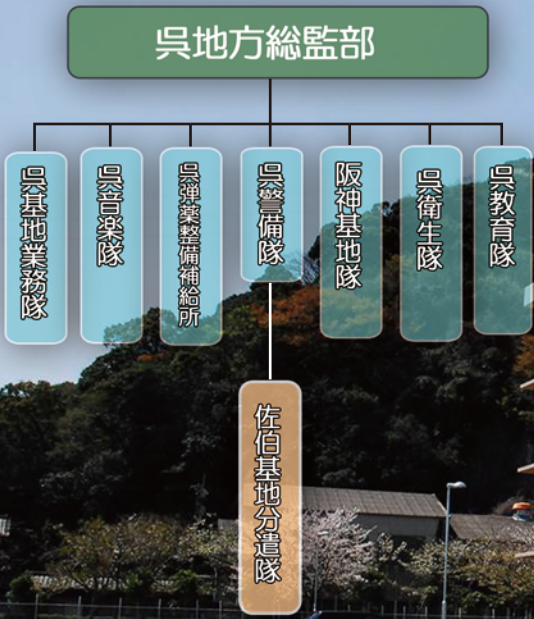 呉地方総監部
呉基地業務隊
呉音楽隊
呉弾薬整備補給所
呉警備隊
阪神基地隊
呉衛生隊
呉教育隊
佐伯基地分遣隊